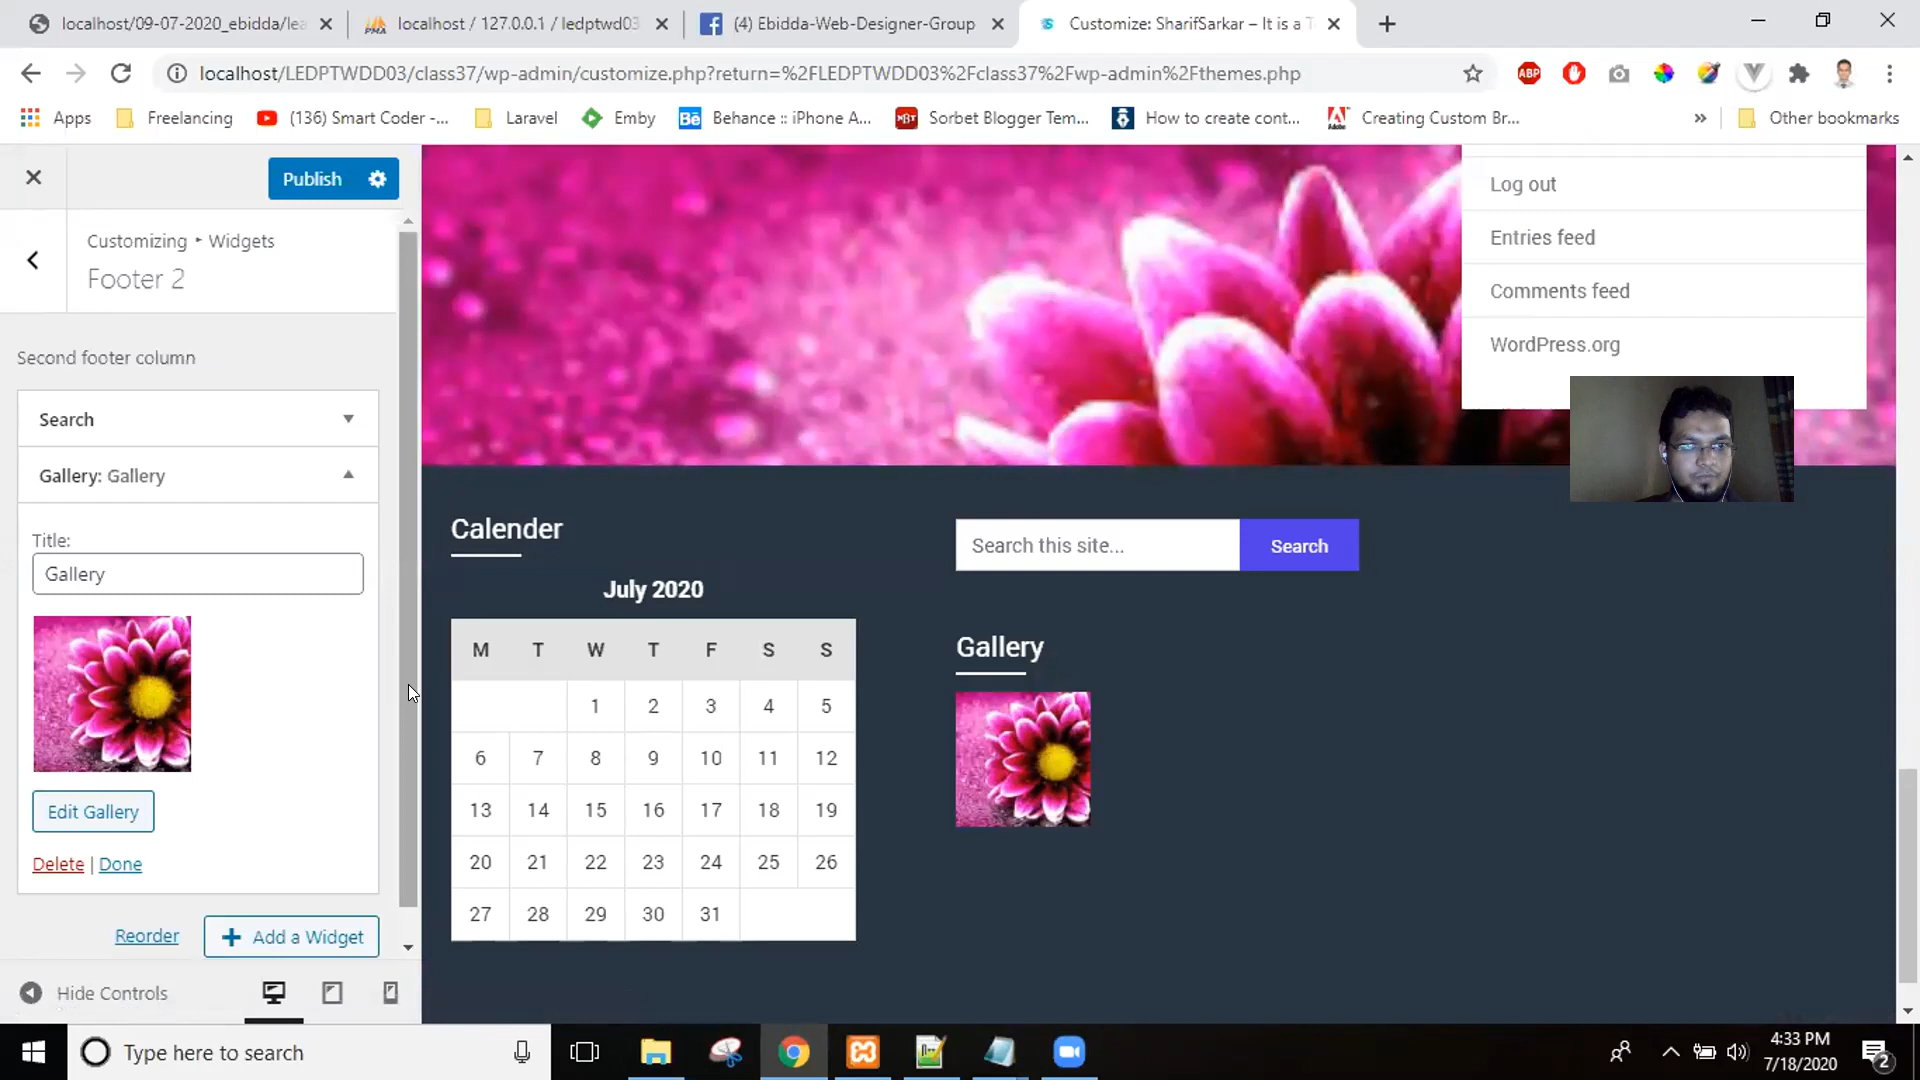 localhost/09-07-2020_ebidda/lea
localhost / 127.0.0.1 / ledptwd03
(4) Ebidda-Web-Designer-Group
Customize: SharifSarkar – It is a T
localhost/LEDPTWDD03/class37/wp-admin/customize.php?return=%2FLEDPTWDD03%2Fclass37%2Fwp-admin%2Fthemes.php
ABP
Apps
Freelancing
(136) Smart Coder -...
Laravel
Emby
Behance :: iPhone A...
Sorbet Blogger Tem...
How to create cont...
Creating Custom Br...
»
Other bookmarks
Publish
Customizing ▸ Widgets
Footer 2
Second footer column
Search
Gallery: Gallery
Title:
Gallery
Edit Gallery
Delete | Done
Reorder
+ Add a Widget
Hide Controls
Log out
Entries feed
Comments feed
WordPress.org
Calender
July 2020
M T W T F S S
1 2 3 4 5
6 7 8 9 10 11 12
13 14 15 16 17 18 19
20 21 22 23 24 25 26
27 28 29 30 31
Search this site...
Search
Gallery
Type here to search
4:33 PM
7/18/2020
2